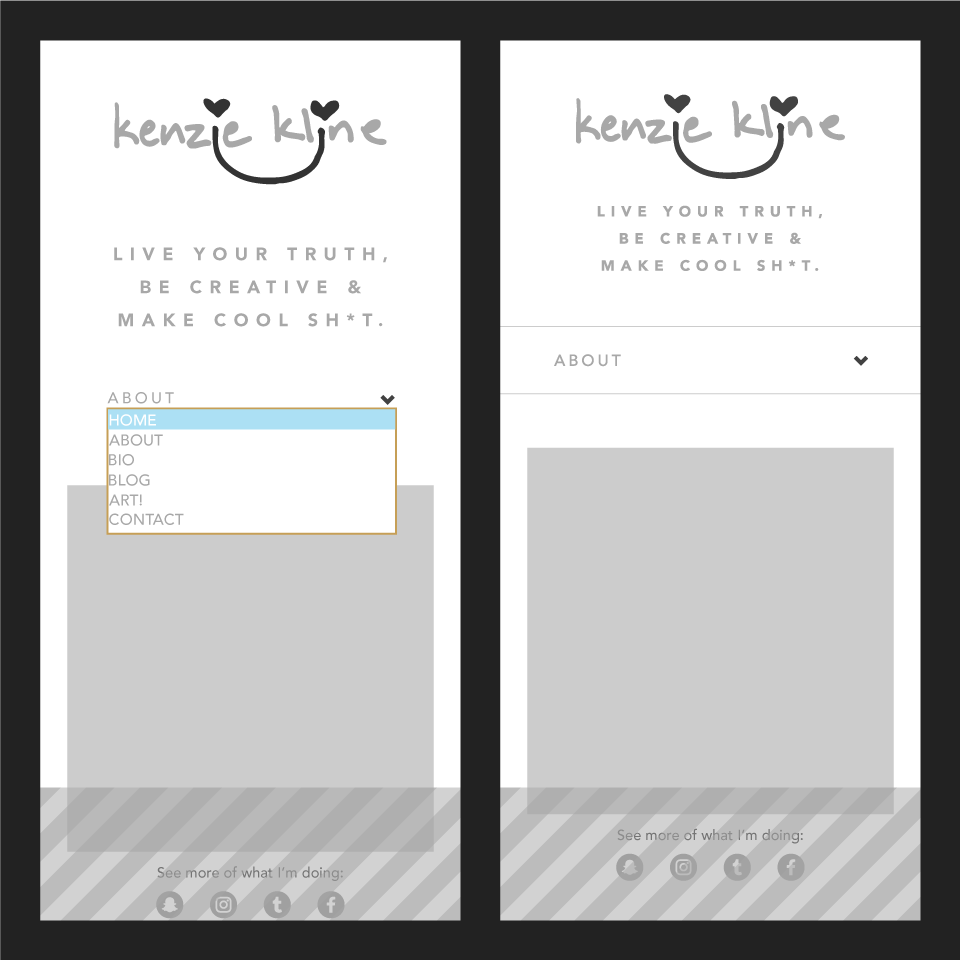 kenzie kline
LIVE YOUR TRUTH,
BE CREATIVE &
MAKE COOL SH*T.
ABOUT
HOME
ABOUT
BIO
BLOG
ART!
CONTACT
See more of what I'm doing:
kenzie kline
LIVE YOUR TRUTH,
BE CREATIVE &
MAKE COOL SH*T.
ABOUT
See more of what I'm doing: